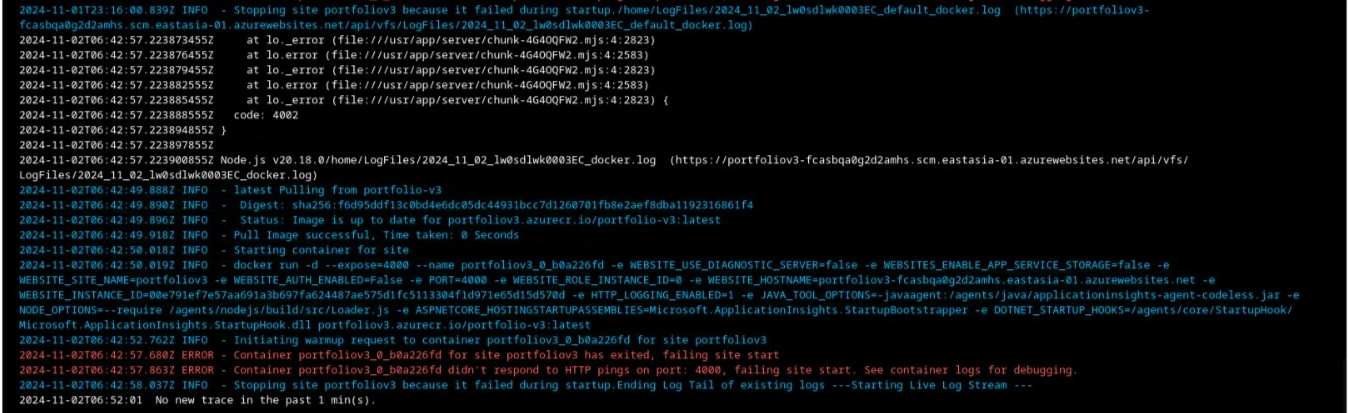 2024-11-01T23:16:00.839Z INFO  - Stopping site portfoliov3 because it failed during startup./home/LogFiles/2024_11_02_lw0sdlwk0003EC_default_docker.log  (https://portfoliov3-
fcasbqa0g2d2amhs.scm.eastasia-01.azurewebsites.net/api/vfs/LogFiles/2024_11_02_lw0sdlwk0003EC_default_docker.log)
2024-11-02T06:42:57.223873455Z     at lo._error (file:///usr/app/server/chunk-4G4OQFW2.mjs:4:2823)
2024-11-02T06:42:57.223876455Z     at lo.error (file:///usr/app/server/chunk-4G4OQFW2.mjs:4:2583)
2024-11-02T06:42:57.223879455Z     at lo._error (file:///usr/app/server/chunk-4G4OQFW2.mjs:4:2823)
2024-11-02T06:42:57.223882555Z     at lo.error (file:///usr/app/server/chunk-4G4OQFW2.mjs:4:2583)
2024-11-02T06:42:57.223885455Z     at lo._error (file:///usr/app/server/chunk-4G4OQFW2.mjs:4:2823) {
2024-11-02T06:42:57.223888555Z   code: 4002
2024-11-02T06:42:57.223894855Z }
2024-11-02T06:42:57.223897855Z
2024-11-02T06:42:57.223900855Z Node.js v20.18.0/home/LogFiles/2024_11_02_lw0sdlwk0003EC_docker.log  (https://portfoliov3-fcasbqa0g2d2amhs.scm.eastasia-01.azurewebsites.net/api/vfs/
LogFiles/2024_11_02_lw0sdlwk0003EC_docker.log)
2024-11-02T06:42:49.888Z INFO  - latest Pulling from portfolio-v3
2024-11-02T06:42:49.890Z INFO  -  Digest: sha256:f6d95ddf13c0bd4e6dc05dc44931bcc7d1260701fb8e2aef8dba1192316861f4
2024-11-02T06:42:49.896Z INFO  -  Status: Image is up to date for portfoliov3.azurecr.io/portfolio-v3:latest
2024-11-02T06:42:49.918Z INFO  - Pull Image successful, Time taken: 0 Seconds
2024-11-02T06:42:50.018Z INFO  - Starting container for site
2024-11-02T06:42:50.019Z INFO  - docker run -d --expose=4000 --name portfoliov3_0_b0a226fd -e WEBSITE_USE_DIAGNOSTIC_SERVER=false -e WEBSITES_ENABLE_APP_SERVICE_STORAGE=false -e
WEBSITE_SITE_NAME=portfoliov3 -e WEBSITE_AUTH_ENABLED=False -e PORT=4000 -e WEBSITE_ROLE_INSTANCE_ID=0 -e WEBSITE_HOSTNAME=portfoliov3-fcasbqa0g2d2amhs.eastasia-01.azurewebsites.net -e
WEBSITE_INSTANCE_ID=00e791ef7e57aa691a3b697fa624487ae575d1fc5113304f1d971e65d15d570d -e HTTP_LOGGING_ENABLED=1 -e JAVA_TOOL_OPTIONS=-javaagent:/agents/java/applicationinsights-agent-codeless.jar -e
NODE_OPTIONS=--require /agents/nodejs/build/src/Loader.js -e ASPNETCORE_HOSTINGSTARTUPASSEMBLIES=Microsoft.ApplicationInsights.StartupBootstrapper -e DOTNET_STARTUP_HOOKS=/agents/core/StartupHook/
Microsoft.ApplicationInsights.StartupHook.dll portfoliov3.azurecr.io/portfolio-v3:latest
2024-11-02T06:42:52.762Z INFO  - Initiating warmup request to container portfoliov3_0_b0a226fd for site portfoliov3
2024-11-02T06:42:57.680Z ERROR - Container portfoliov3_0_b0a226fd for site portfoliov3 has exited, failing site start
2024-11-02T06:42:57.863Z ERROR - Container portfoliov3_0_b0a226fd didn't respond to HTTP pings on port: 4000, failing site start. See container logs for debugging.
2024-11-02T06:42:58.037Z INFO  - Stopping site portfoliov3 because it failed during startup.Ending Log Tail of existing logs ---Starting Live Log Stream ---
2024-11-02T06:52:01  No new trace in the past 1 min(s).